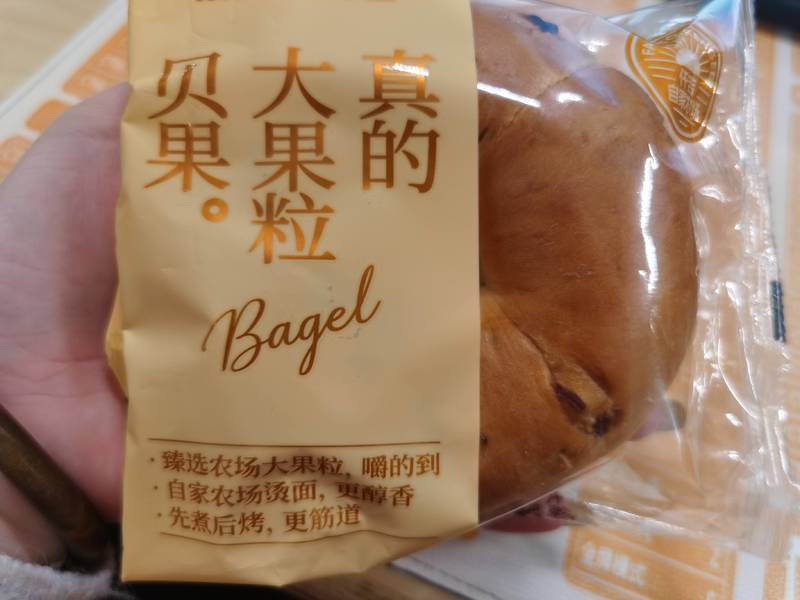 真的
大果粒
贝果。
Bagel
·臻选农场大果粒，嚼的到
·自家农场烫面，更醇香
·先煮后烤，更筋道